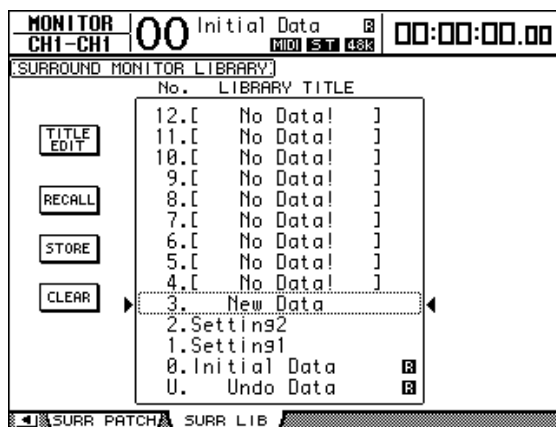 MONITOR
CH1-CH1
00 Initial Data R
MIDI ST 48k
00:00:00.00
SURROUND MONITOR LIBRARY
No. LIBRARY TITLE
12.[ No Data! ]
11.[ No Data! ]
10.[ No Data! ]
9.[ No Data! ]
8.[ No Data! ]
7.[ No Data! ]
6.[ No Data! ]
5.[ No Data! ]
4.[ No Data! ]
3. New Data
2.Setting2
1.Setting1
0.Initial Data R
U. Undo Data R
TITLE
EDIT
RECALL
STORE
CLEAR
SURR PATCH
SURR LIB